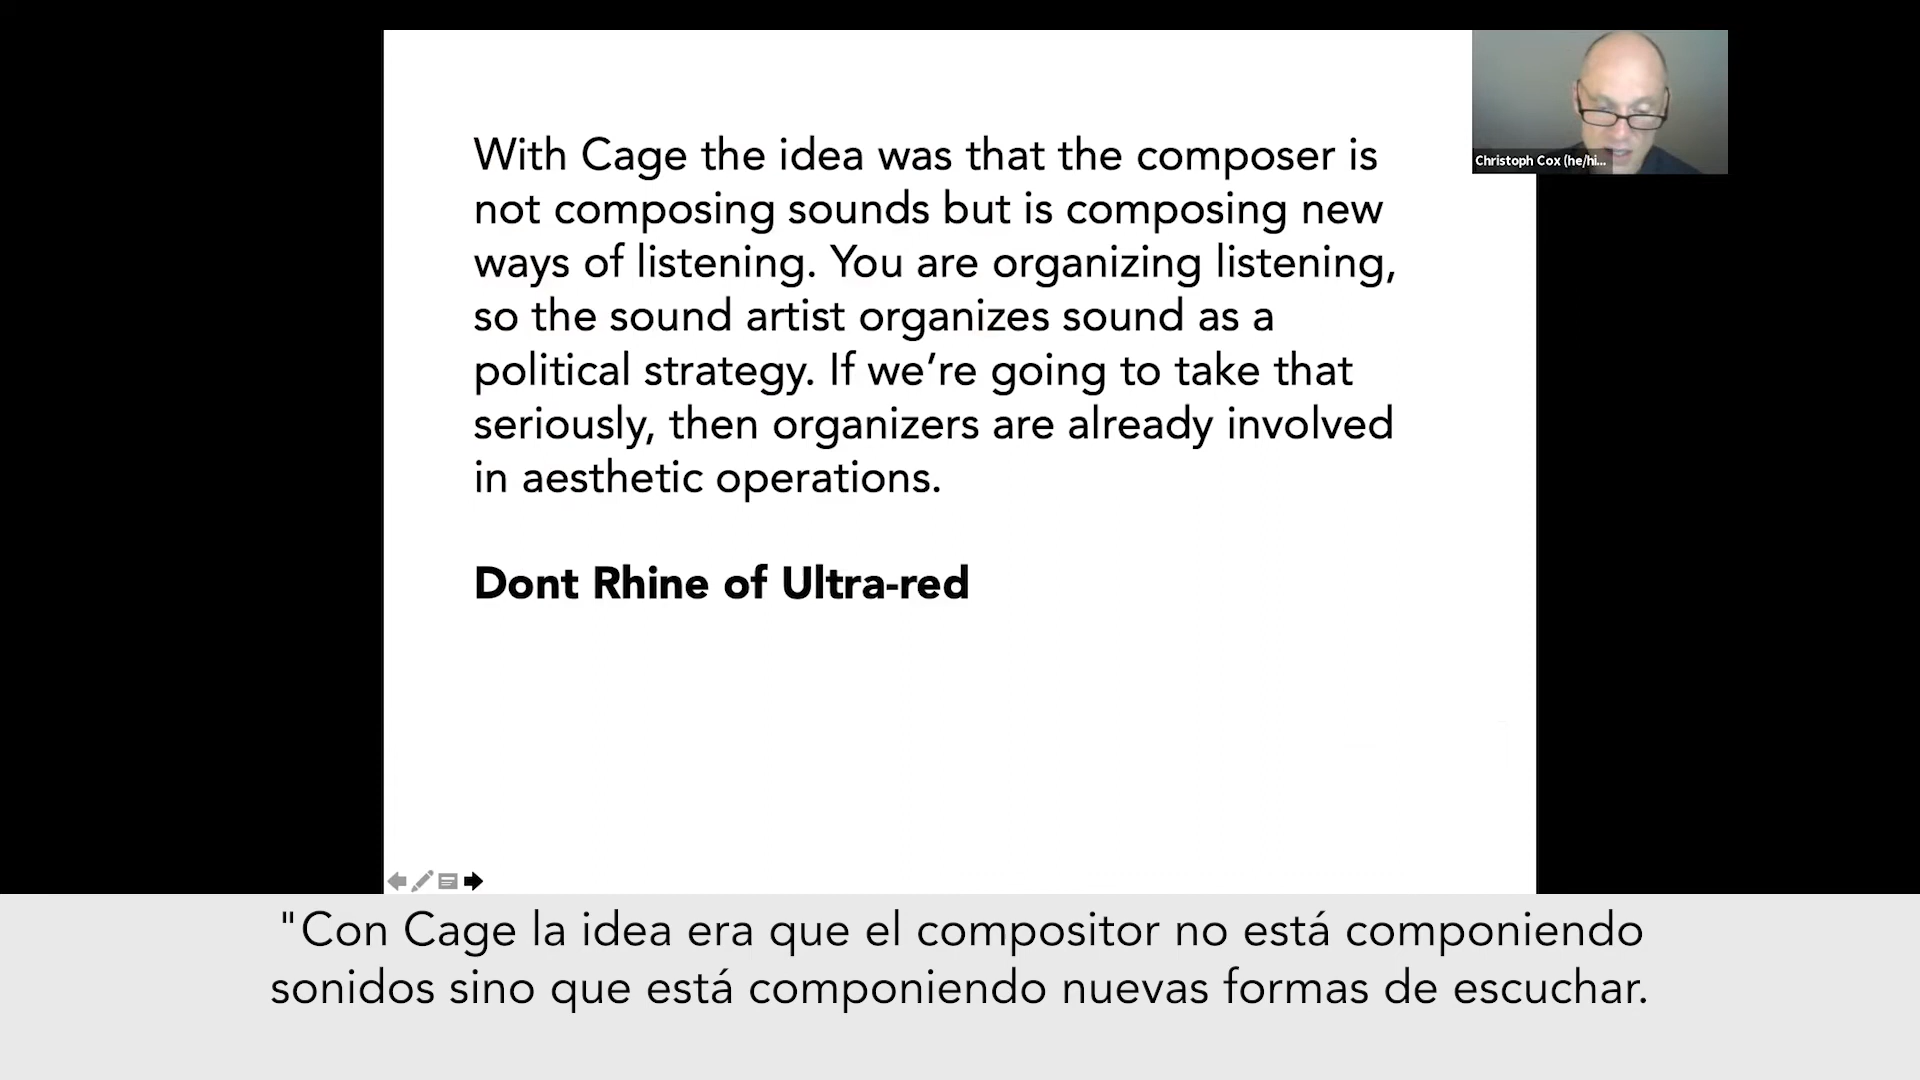 With Cage the idea was that the composer is
not composing sounds but is composing new
ways of listening. You are organizing listening,
so the sound artist organizes sound as a
political strategy. If we’re going to take that
seriously, then organizers are already involved
in aesthetic operations.
Dont Rhine of Ultra-red
Christoph Cox (he/hi...
"Con Cage la idea era que el compositor no está componiendo
sonidos sino que está componiendo nuevas formas de escuchar.